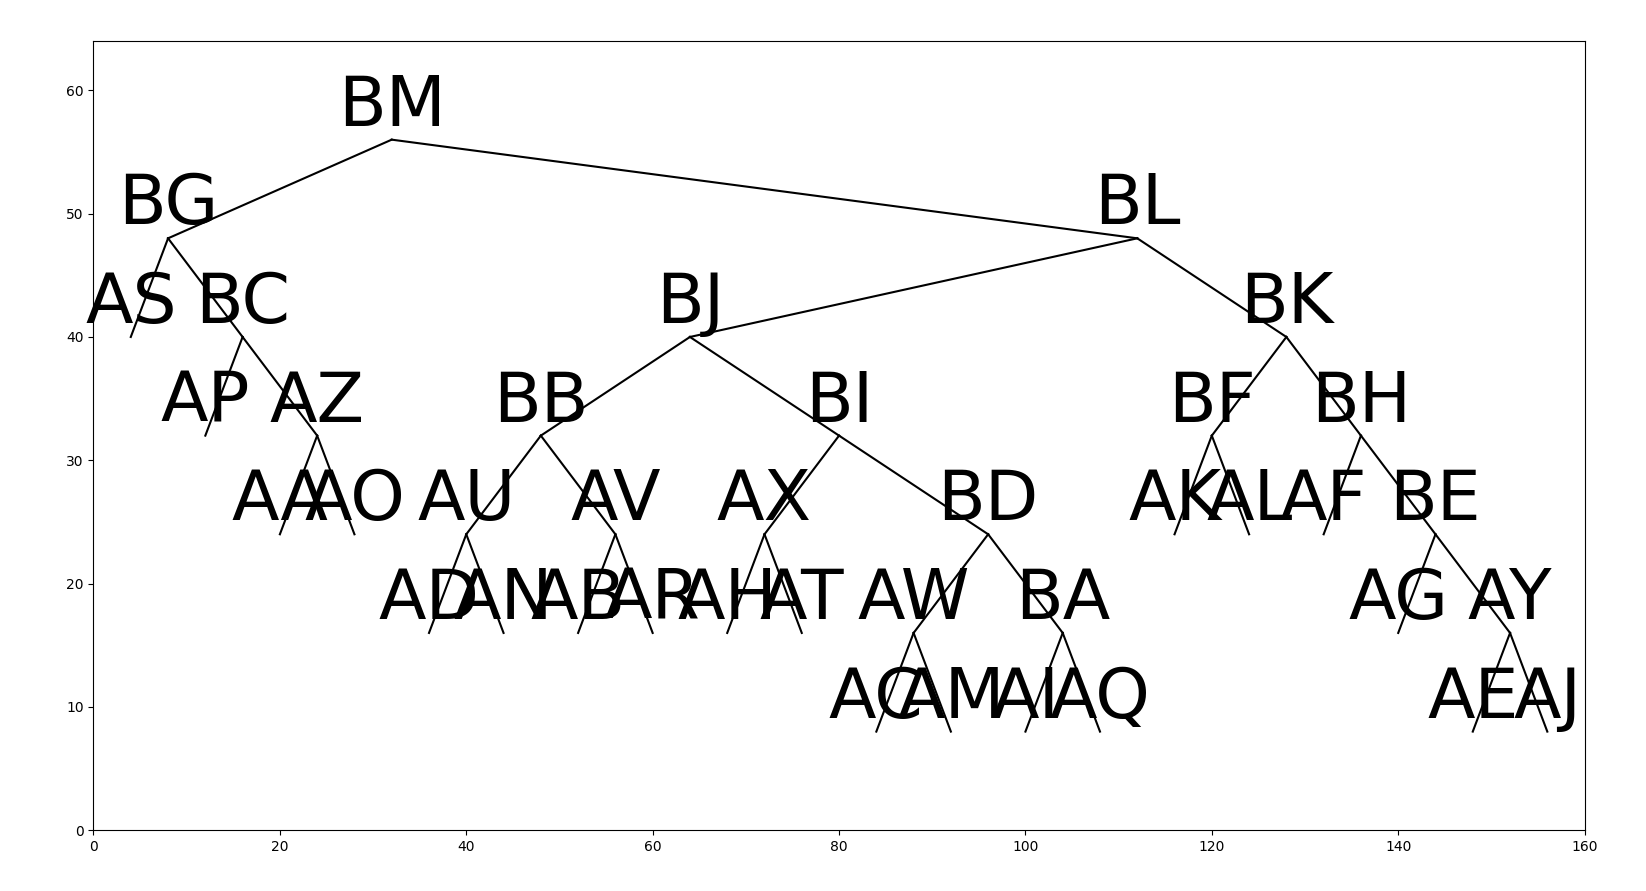 60
BM
50
BG BL
AS BC BJ BK
40
AP AZ BB BI BF BH
30
AA AO AU AV AX BD AK AL AF BE
20
AD AN AB AR AH AT AW BA AG AY
10
AC AM AI AQ AE AJ
0
0 20 40 60 80 100 120 140 160